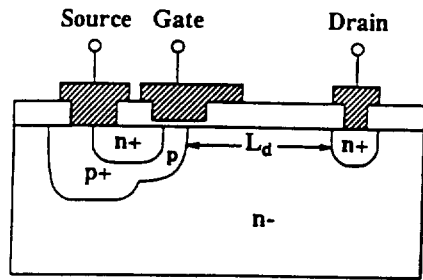 Source Gate Drain
n+ p L_d n+
p+
n-